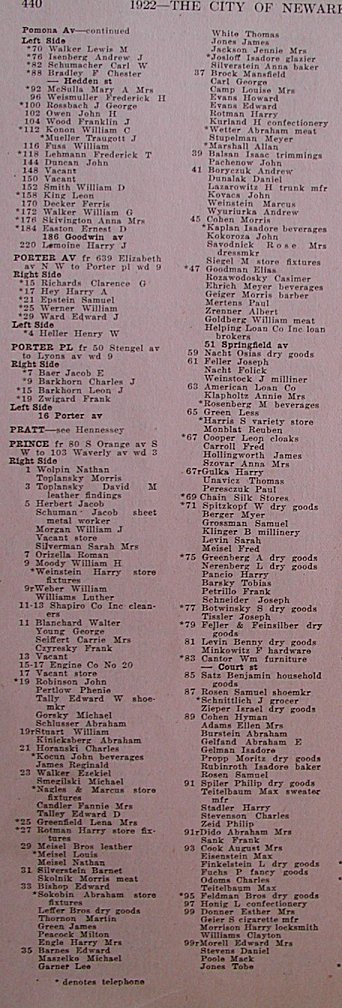 440
1922—THE CITY OF NEWARK
Pomona Av—continued
Left Side
*70 Walker Lewis M
*76 Isenberg Andrew J
*82 Schumacher Carl W
*88 Bradley F Chester
— Hedden st
*92 McSulla Mary A Mrs
96 Weismuller Frederick H
*100 Rossbach J George
102 Owen John H
104 Wood Franklin J
*112 Konon William C
*Mueller Traugott J
116 Fuss William
*118 Lehmann Frederick T
144 Duncan John
148 Vacant
150 Vacant
152 Smith William D
*158 King Leon
170 Decker Ferris
*172 Walker William G
*176 Skivington Anna Mrs
*184 Easton Ernest D
186 Goodwin av
220 Lemoine Harry J
PORTER AV fr 639 Elizabeth
av N W to Porter pl wd 9
Right Side
*15 Richards Clarence G
*17 Hey Harry A
*21 Epstein Samuel
*25 Werner William
*29 Ward Edward J
Left Side
*4 Heller Henry W
PORTER PL fr 50 Stengel av
to Lyons av wd 9
Right Side
*7 Baer Jacob E
*9 Barkhorn Charles J
*15 Barkhorn Leon J
*19 Zwigard Frank
Left Side
16 Porter av
PRATT—see Hennessey
PRINCE fr 80 S Orange av S
W to 103 Waverly av wd 3
Right Side
1 Wolpin Nathan
Toplansky Morris
3 Toplansky David M
leather findings
5 Herbert Jacob
Schuman Jacob sheet
metal worker
Morgan William J
Vacant store
Silverman Sarah Mrs
7 Orizella Roman
9 Moody William H
*Weinstein Harry store
fixtures
9rWeber William
Williams Luther
11-13 Shapiro Co Inc clean-
ers
11 Blanchard Walter
Young George
Seiffert Carrie Mrs
Czyresky Frank
13 Vacant
15-17 Engine Co No 20
17 Vacant store
*19 Robinson John
Pertlow Phenie
Tally Edward W shoe-
mkr
Gorsky Michael
Schlusser Abraham
19rStuart William
Kinicksberg Abraham
21 Horanski Charles
*Kocun John beverages
James Reginald
23 Walker Ezekiel
Smegilski Michael
*Nagles & Marcus store
fixtures
Candler Fannie Mrs
Talley Edward D
*25 Greenfield Lena Mrs
*27 Rotman Harry store fix-
tures
29 Meisel Bros leather
*Meisel Louis
Meisel Nathan
31 Silverstein Barnet
Skolnik Morris meat
33 Bishop Edward
*Sokobin Abraham store
fixtures
Leffer Bros dry goods
Thornon Martin
Green James
Peacock Milton
Engle Harry Mrs
35 Barnes Edward
Maszelko Michael
Garner Lee
White Thomas
Jones James
Jackson Jennie Mrs
*Josloff Isadore glazier
Silverstein Anna baker
37 Brock Mansfield
Carl George
Camp Louise Mrs
Evans Howard
Evans Edward
Rotman Harry
Kurland H confectionery
*Wetter Abraham meat
Stupelman Meyer
*Marshall Allan
39 Balsan Isaac trimmings
Pachenow John
41 Boryczuk Andrew
Dunalak Daniel
Lazarowitz H trunk mfr
Kovacs John
Weinstein Marcus
Wyuriurka Andrew
45 Cohen Morris
*Kaplan Isadore beverages
Kokoroza John
Savodnick Rose Mrs
dressmkr
Siegel M store fixtures
*47 Goodman Elias
Rozawodosky Casimer
Ehrich Meyer beverages
Geiger Morris barber
Mertens Paul
Zrenner Albert
Goldberg William meat
Helping Loan Co Inc loan
brokers
51 Springfield av
59 Nacht Osias dry goods
61 Feller Joseph
Nacht Folick
Weinstock J milliner
63 American Loan Co
Klapholtz Annie Mrs
*Rosenberg M beverages
65 Green Less
*Harris S variety store
Monblat Reuben
*67 Cooper Leop cloaks
Carroll Fred
Hollingworth James
Szovar Anna Mrs
67rGulka Harry
Unavicz Thomas
Peresczuk Paul
*69 Chain Silk Stores
*71 Spitzkopf W dry goods
Berger Myer
Grossman Samuel
Klinger B millinery
Levin Sarah
Meisel Fred
*75 Greenberg A dry goods
Nerenberg L dry goods
Pancio Harry
Barsky Tobias
Petrillo Frank
Schneider Joseph
*77 Botwinsky S dry goods
Tissler Joseph
*79 Fejler & Feinsilber dry
goods
81 Levin Benny dry goods
Minkowitz F hardware
*83 Cantor Wm furniture
— Court st
85 Satz Benjamin household
goods
87 Rosen Samuel shoemkr
*Schnittlich J grocer
Zieper Israel dry goods
89 Cohen Hyman
Adams Ellen Mrs
Burstein Abraham
Gelfand Abraham E
Gelman Isadore
Propp Moritz dry goods
Rubinroth Isadore baker
Rosen Samuel
91 Spiler Philip dry goods
Teitelbaum Max sweater
mfr
Stadler Harry
Stevenson Charles
Zeid Philip
91rDido Abraham Mrs
Sank Frank
93 Cook August Mrs
Eisenstein Max
Finkelstein L dry goods
Fuchs P fancy goods
Odoms Charles
Teitelbaum Max
*95 Feldman Bros dry goods
97 Honig L confectionery
99 Donner Esther Mrs
Geier S cigarette mfr
Morrison Harry locksmith
Williams Clayton
99rMorell Edward Mrs
Stevens Daniel
Poole Mack
Jones Tobe
* denotes telephone